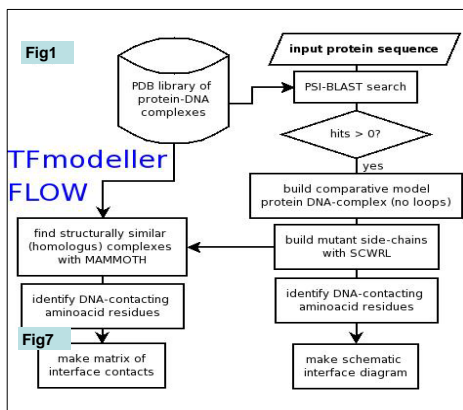 Fig1
input protein sequence
PDB library of
protein-DNA
complexes
PSI-BLAST search
hits > 0?
TFmodeller
FLOW
yes
build comparative model
protein DNA-complex (no loops)
find structurally similar
(homologus) complexes
with MAMMOTH
build mutant side-chains
with SCWRL
identify DNA-contacting
aminoacid residues
identify DNA-contacting
aminoacid residues
Fig7
make matrix of
interface contacts
make schematic
interface diagram